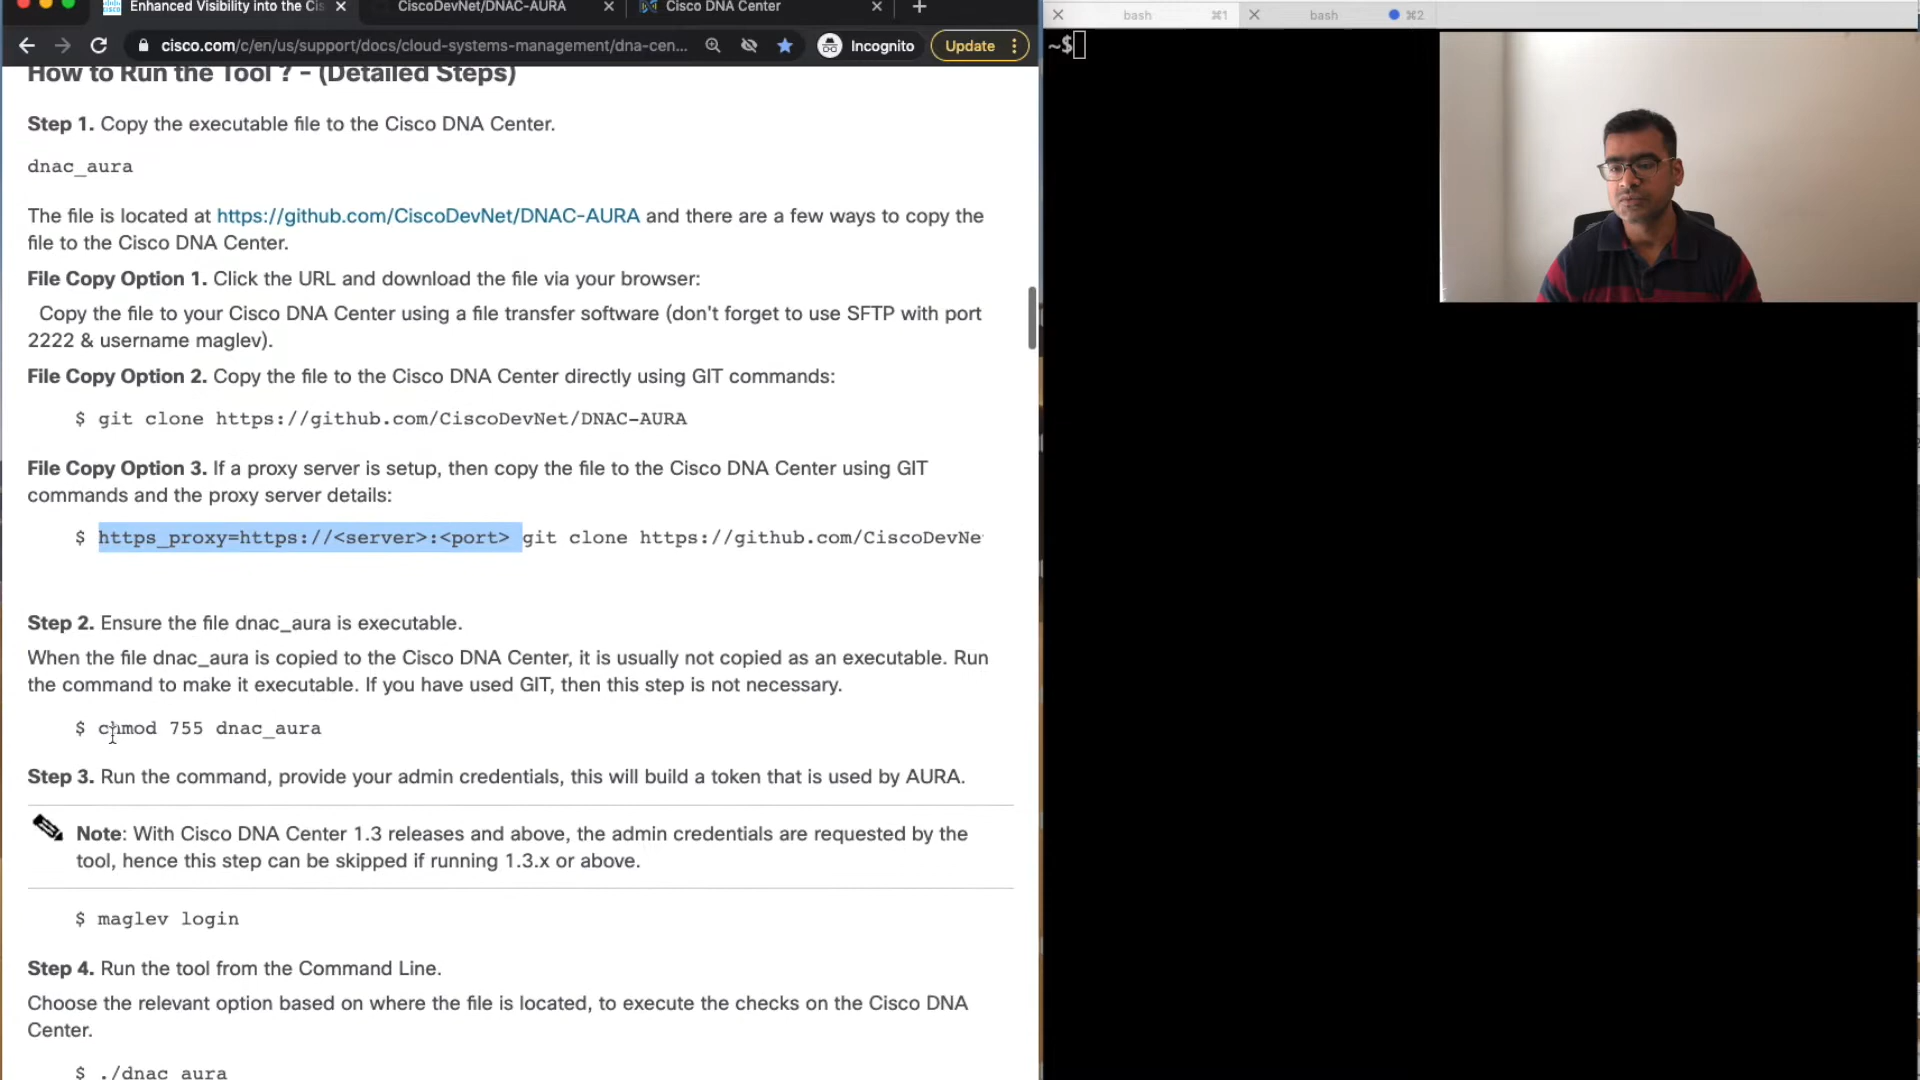 Enhanced Visibility into the Cis
CiscoDevNet/DNAC-AURA
Cisco DNA Center
cisco.com/c/en/us/support/docs/cloud-systems-management/dna-cen...
Incognito
Update
bash ⌘1
bash ⌘2
~$
How to Run the Tool ? - (Detailed Steps)
Step 1. Copy the executable file to the Cisco DNA Center.
dnac_aura
The file is located at https://github.com/CiscoDevNet/DNAC-AURA and there are a few ways to copy the
file to the Cisco DNA Center.
File Copy Option 1. Click the URL and download the file via your browser:
Copy the file to your Cisco DNA Center using a file transfer software (don't forget to use SFTP with port
2222 & username maglev).
File Copy Option 2. Copy the file to the Cisco DNA Center directly using GIT commands:
$ git clone https://github.com/CiscoDevNet/DNAC-AURA
File Copy Option 3. If a proxy server is setup, then copy the file to the Cisco DNA Center using GIT
commands and the proxy server details:
$ https_proxy=https://<server>:<port> git clone https://github.com/CiscoDevNe
Step 2. Ensure the file dnac_aura is executable.
When the file dnac_aura is copied to the Cisco DNA Center, it is usually not copied as an executable. Run
the command to make it executable. If you have used GIT, then this step is not necessary.
$ chmod 755 dnac_aura
Step 3. Run the command, provide your admin credentials, this will build a token that is used by AURA.
Note: With Cisco DNA Center 1.3 releases and above, the admin credentials are requested by the
tool, hence this step can be skipped if running 1.3.x or above.
$ maglev login
Step 4. Run the tool from the Command Line.
Choose the relevant option based on where the file is located, to execute the checks on the Cisco DNA
Center.
$ ./dnac_aura